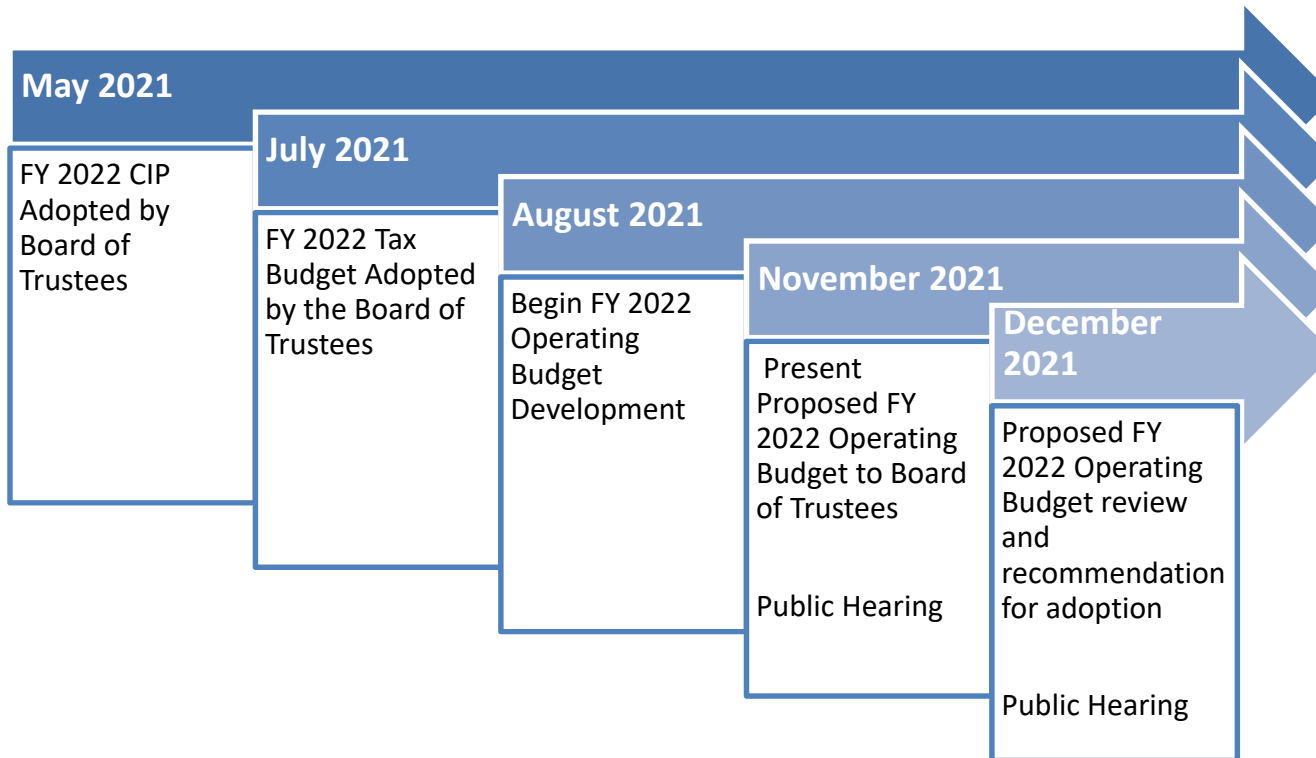 May 2021
FY 2022 CIP
Adopted by
Board of
Trustees
July 2021
FY 2022 Tax
Budget Adopted
by the Board of
Trustees
August 2021
Begin FY 2022
Operating
Budget
Development
November 2021
Present
Proposed FY
2022 Operating
Budget to Board
of Trustees
Public Hearing
December
2021
Proposed FY
2022 Operating
Budget review
and
recommendation
for adoption
Public Hearing